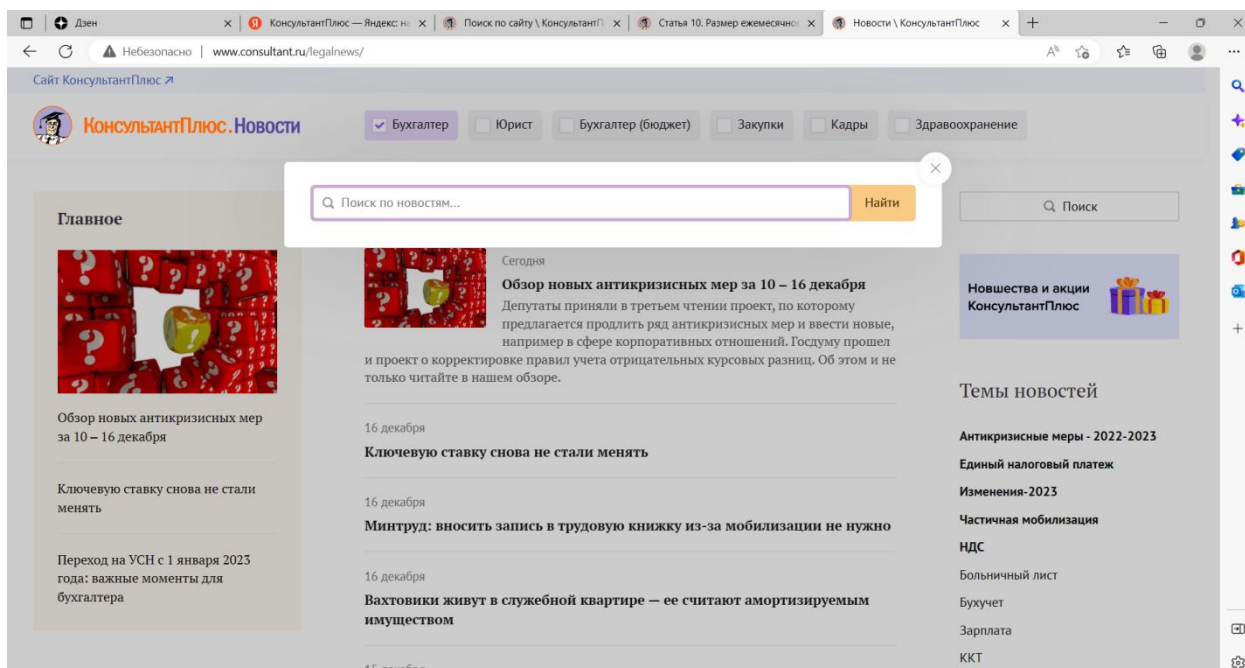 Дзен
КонсультантПлюс — Яндекс: на
Поиск по сайту \ КонсультантП
Статья 10. Размер ежемесячног
Новости \ КонсультантПлюс
Небезопасно | www.consultant.ru/legalnews/
Сайт КонсультантПлюс
КонсультантПлюс.Новости
Бухгалтер
Юрист
Бухгалтер (бюджет)
Закупки
Кадры
Здравоохранение
Поиск по новостям...
Найти
Главное
Обзор новых антикризисных мер
за 10 – 16 декабря
Ключевую ставку снова не стали
менять
Переход на УСН с 1 января 2023
года: важные моменты для
бухгалтера
Сегодня
Обзор новых антикризисных мер за 10 – 16 декабря
Депутаты приняли в третьем чтении проект, по которому
предлагается продлить ряд антикризисных мер и ввести новые,
например в сфере корпоративных отношений. Госдуму прошел
и проект о корректировке правил учета отрицательных курсовых разниц. Об этом и не
только читайте в нашем обзоре.
16 декабря
Ключевую ставку снова не стали менять
16 декабря
Минтруд: вносить запись в трудовую книжку из-за мобилизации не нужно
16 декабря
Вахтовики живут в служебной квартире — ее считают амортизируемым
имуществом
15 декабря
Поиск
Новшества и акции
КонсультантПлюс
Темы новостей
Антикризисные меры - 2022-2023
Единый налоговый платеж
Изменения-2023
Частичная мобилизация
НДС
Больничный лист
Бухучет
Зарплата
ККТ